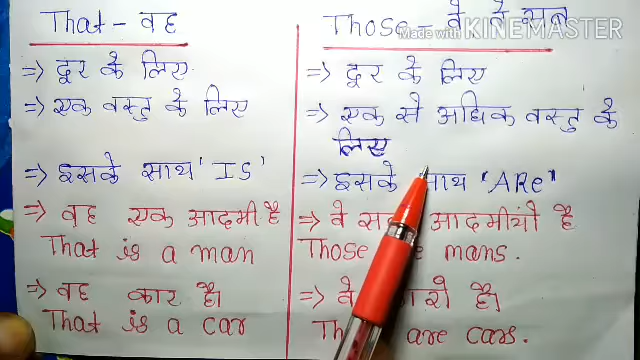 That - वह
⇒ दूर के लिए
⇒ एक वस्तु के लिए
⇒ इसके साथ 'IS'
⇒ वह एक आदमी है
That is a man
⇒ वह कार है।
That is a car
Those - वे, वे सब
Made with KINEMASTER
⇒ दूर के लिए
⇒ एक से अधिक वस्तु के
लिए
⇒ इसके साथ "ARe"
⇒ वे आदमीयों है
Those mans.
⇒ वे है।
are cars.